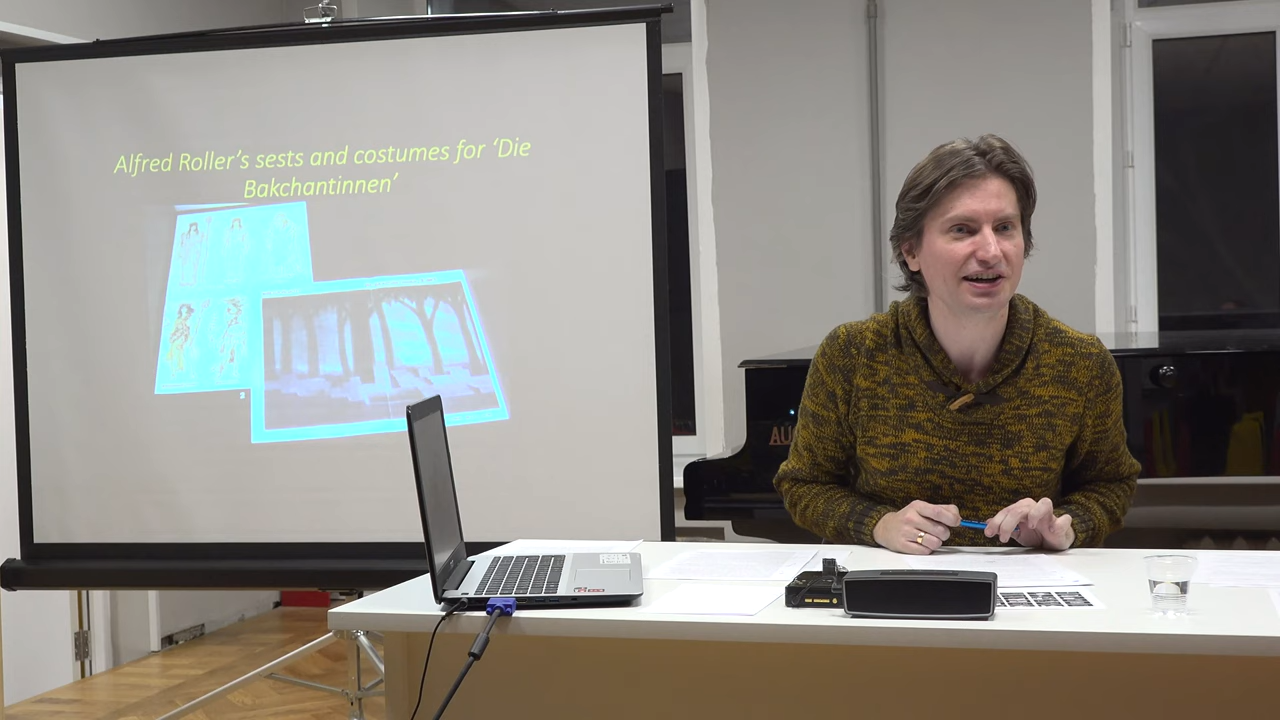 Alfred Roller's sests and costumes for 'Die
Bakchantinnen'